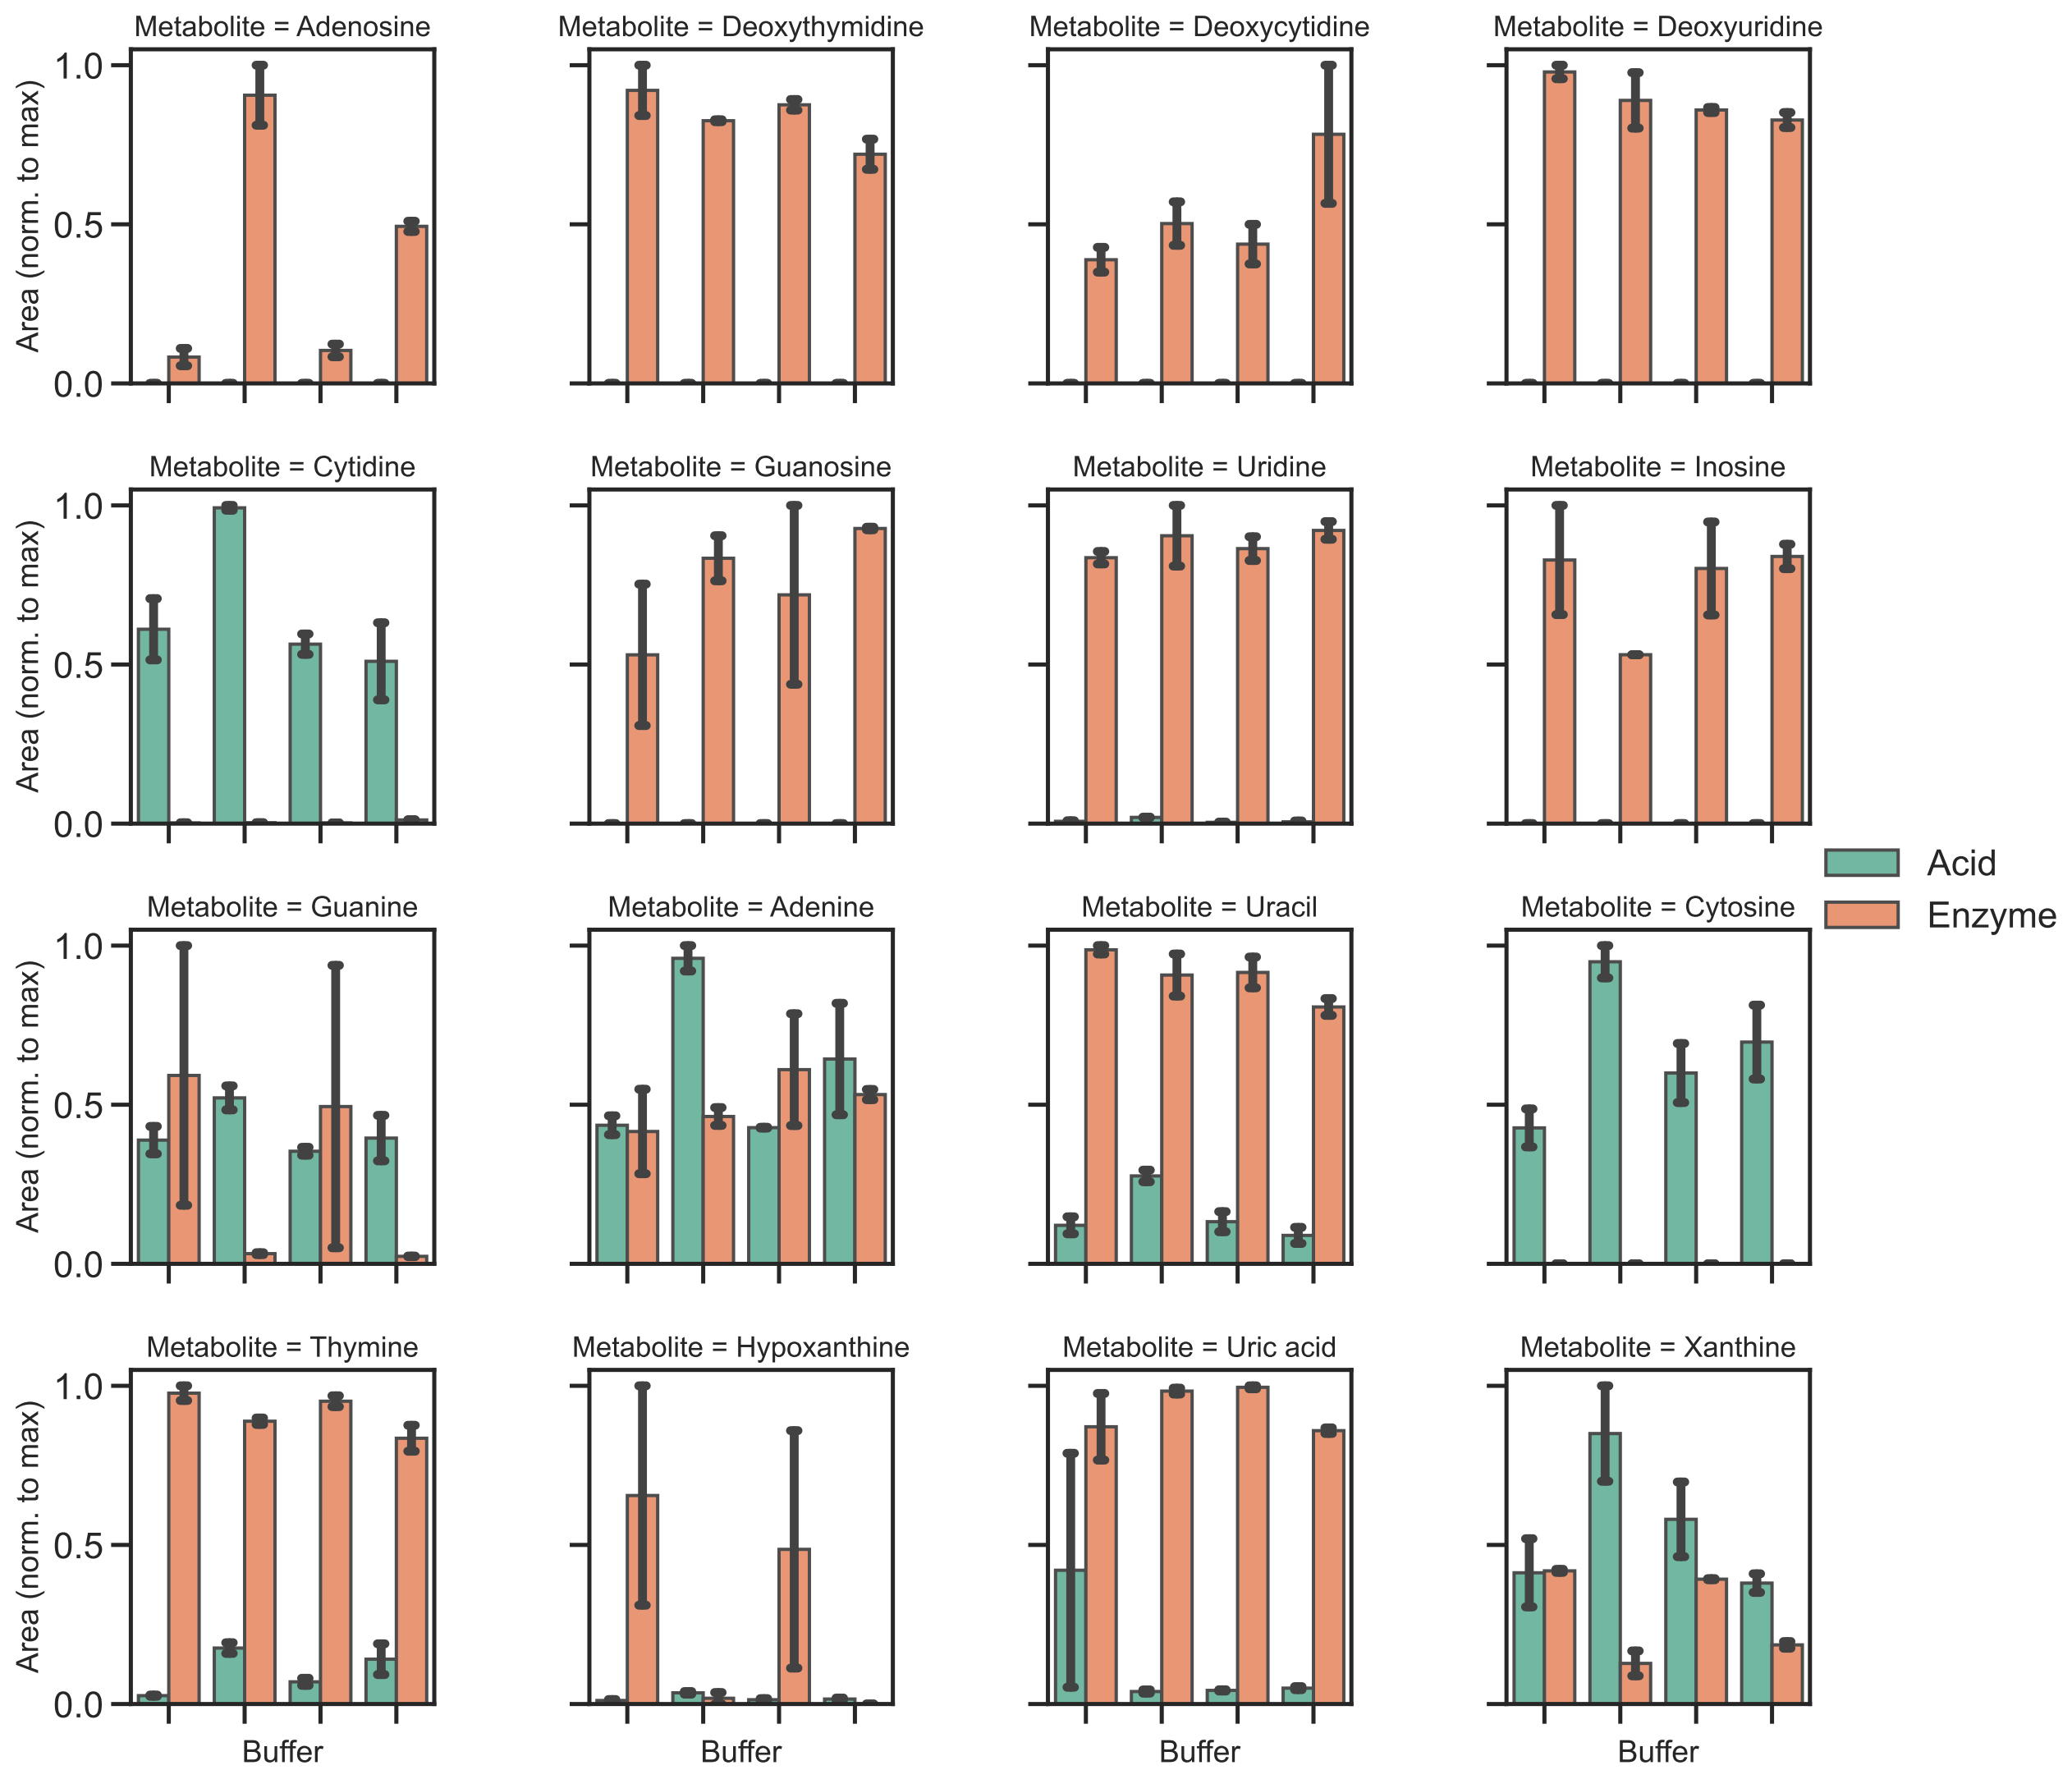 Metabolite = Adenosine
Metabolite = Deoxythymidine
Metabolite = Deoxycytidine
Metabolite = Deoxyuridine
Area (norm. to max)
1.0
0.5
0.0
Metabolite = Cytidine
Metabolite = Guanosine
Metabolite = Uridine
Metabolite = Inosine
Area (norm. to max)
1.0
0.5
0.0
Acid
Enzyme
Metabolite = Guanine
Metabolite = Adenine
Metabolite = Uracil
Metabolite = Cytosine
Area (norm. to max)
1.0
0.5
0.0
Metabolite = Thymine
Metabolite = Hypoxanthine
Metabolite = Uric acid
Metabolite = Xanthine
Area (norm. to max)
1.0
0.5
0.0
Buffer
Buffer
Buffer
Buffer